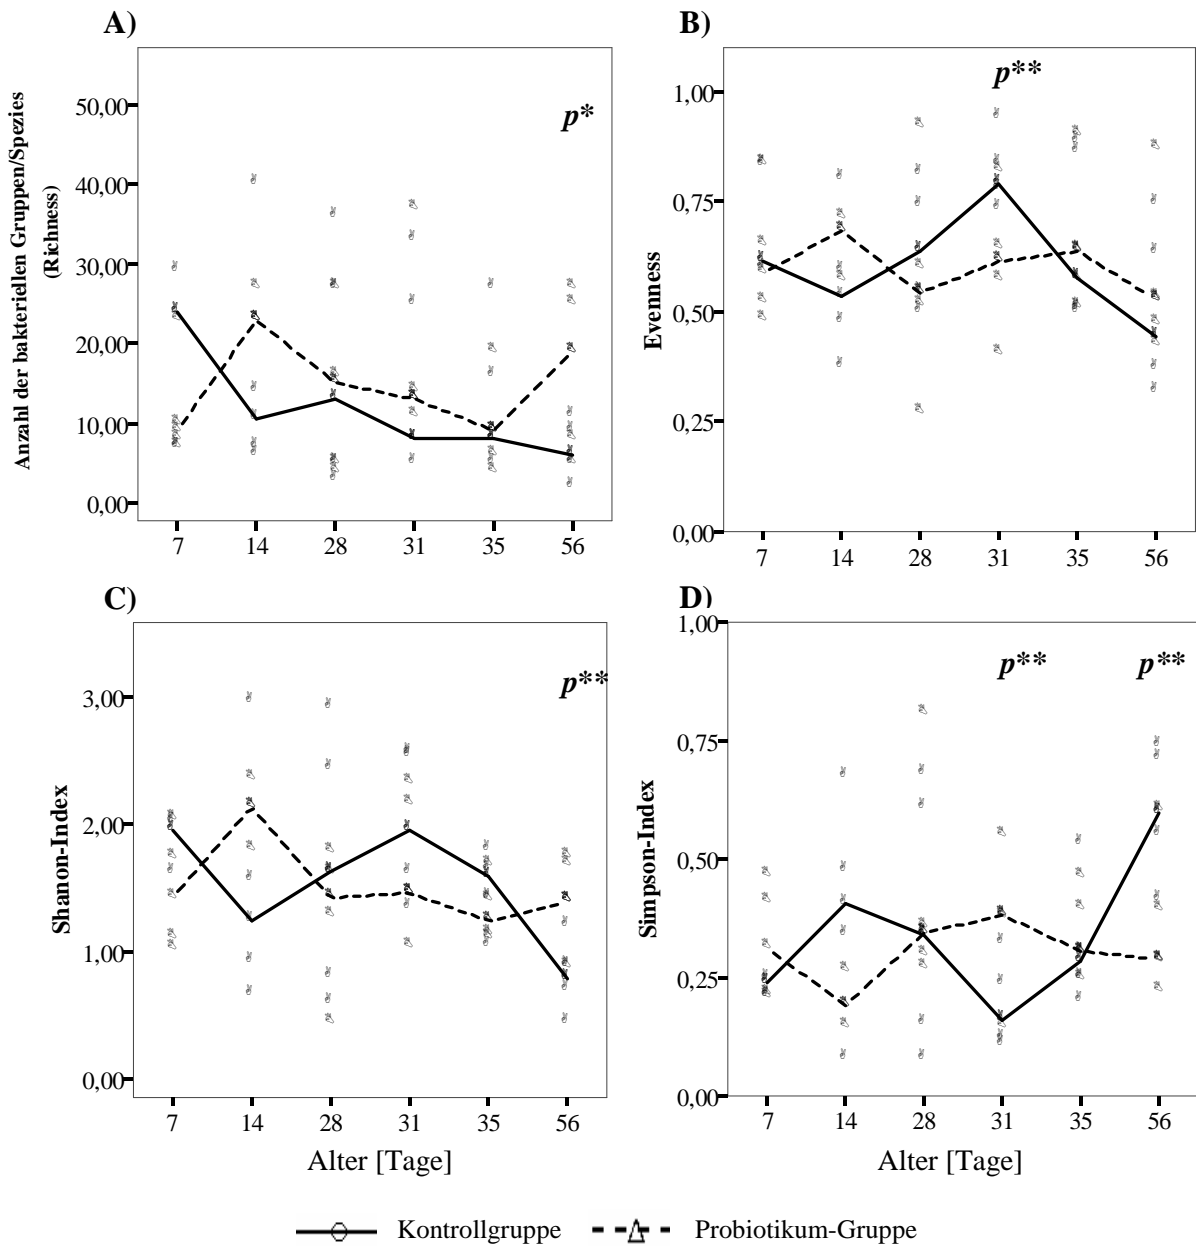 A)
Anzahl der bakteriellen Gruppen/Spezies
(Richness)
50,00
40,00
30,00
20,00
10,00
0,00
p*
7 14 28 31 35 56
B)
Evenness
1,00
0,75
0,50
0,25
0,00
p**
7 14 28 31 35 56
C)
Shanon-Index
3,00
2,00
1,00
0,00
p**
7 14 28 31 35 56
Alter [Tage]
D)
Simpson-Index
1,00
0,75
0,50
0,25
0,00
p** p**
7 14 28 31 35 56
Alter [Tage]
Kontrollgruppe Probiotikum-Gruppe